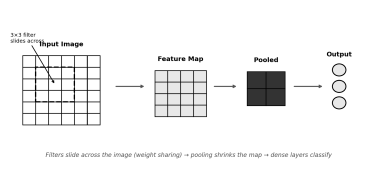 3×3 filter
slides across
Input Image
Feature Map
Pooled
Output
Filters slide across the image (weight sharing) → pooling shrinks the map → dense layers classify